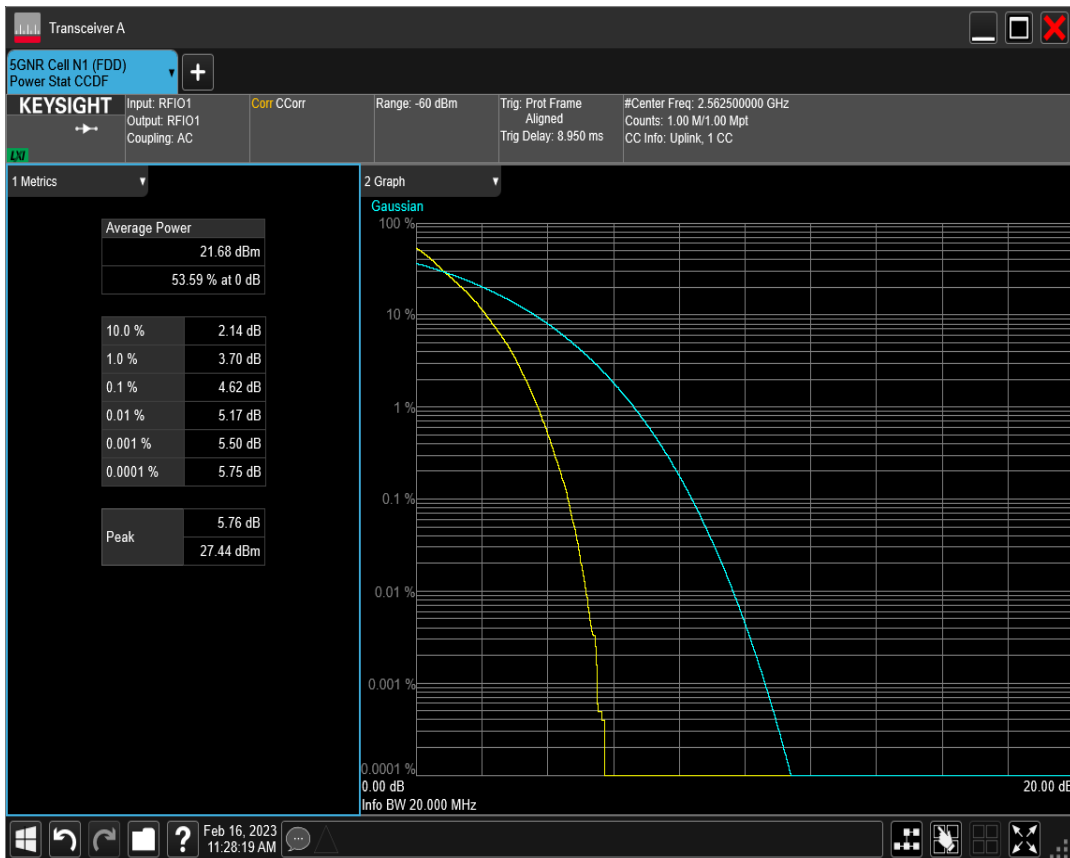 Transceiver A
5GNR Cell N1 (FDD)
Power Stat CCDF
KEYSIGHT
LXI
Input: RFIO1
Output: RFIO1
Coupling: AC
Corr CCorr
Range: -60 dBm
Trig: Prot Frame
Aligned
Trig Delay: 8.950 ms
#Center Freq: 2.562500000 GHz
Counts: 1.00 M/1.00 Mpt
CC Info: Uplink, 1 CC
1 Metrics
Average Power
21.68 dBm
53.59 % at 0 dB
10.0 % 2.14 dB
1.0 % 3.70 dB
0.1 % 4.62 dB
0.01 % 5.17 dB
0.001 % 5.50 dB
0.0001 % 5.75 dB
Peak 5.76 dB
27.44 dBm
2 Graph
Gaussian
100 %
10 %
1 %
0.1 %
0.01 %
0.001 %
0.0001 %
0.00 dB 20.00 dB
Info BW 20.000 MHz
? Feb 16, 2023
11:28:19 AM